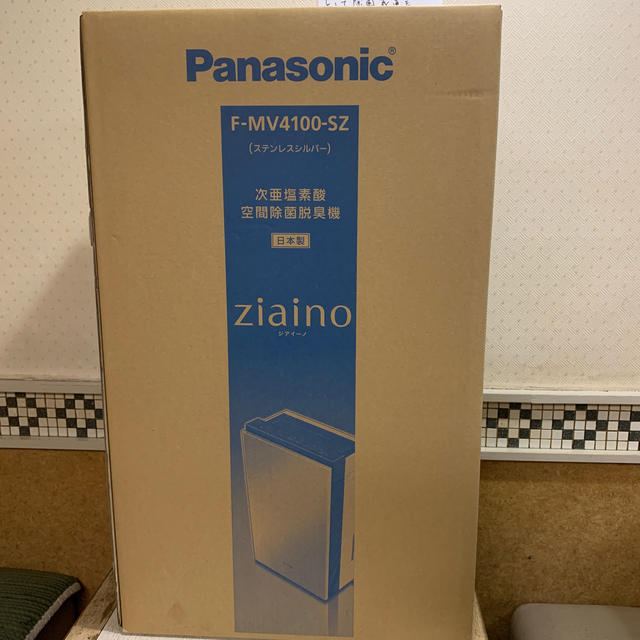 Panasonic®
F-MV4100-SZ
(ステンレスシルバー)
次亜塩素酸
空間除菌脱臭機
日本製
ziaino
ジアイーノ